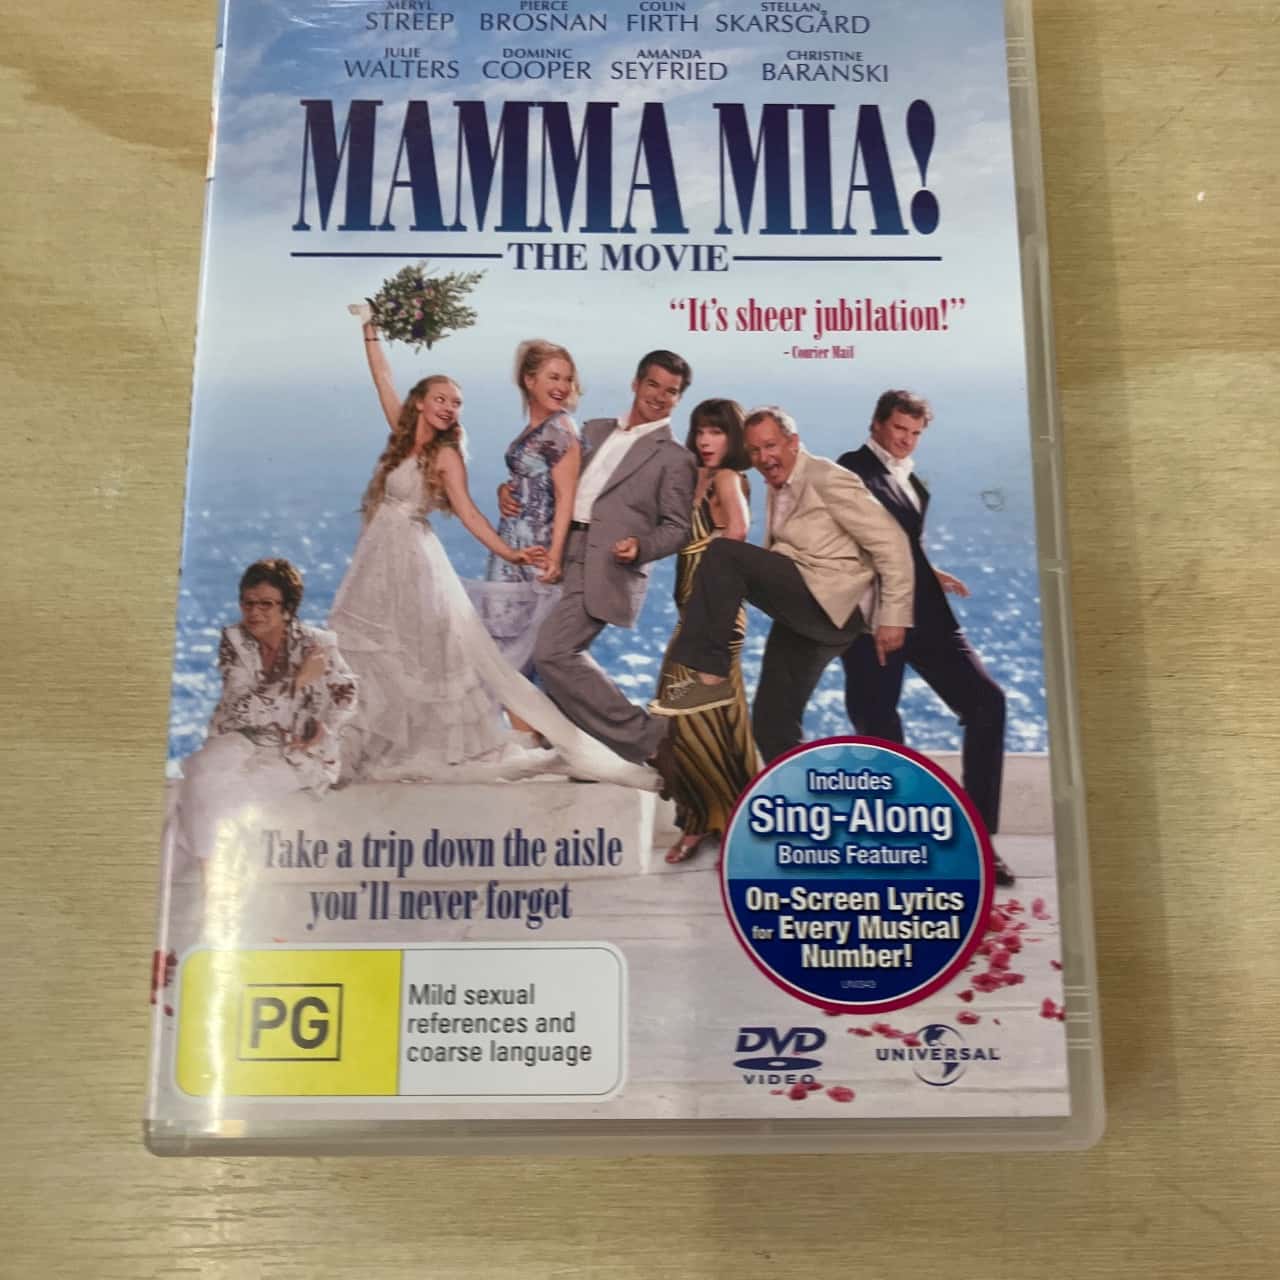 MERYL PIERCE COLIN STELLAN
STREEP BROSNAN FIRTH SKARSGÅRD
JULIE DOMINIC AMANDA CHRISTINE
WALTERS COOPER SEYFRIED BARANSKI
MAMMA MIA!
THE MOVIE
“It's sheer jubilation!”
- Courier Mail
Take a trip down the aisle
you'll never forget
Includes
Sing-Along
Bonus Feature!
On-Screen Lyrics
for Every Musical
Number!
PG
Mild sexual
references and
coarse language
DVD
VIDEO
UNIVERSAL